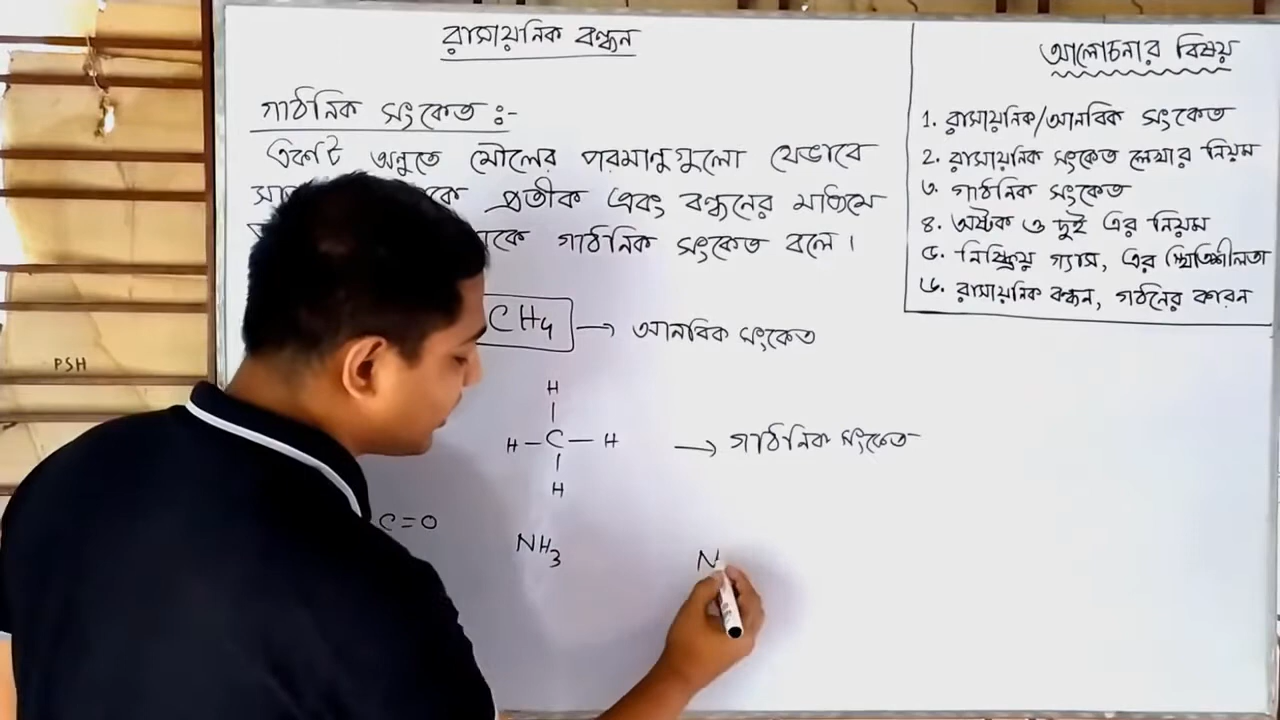 রাসায়নিক বন্ধন
গাঠনিক সংকেত :-
একটি অনুতে মৌলের পরমানুগুলো যেভাবে
প্রতীক এবং বন্ধনের মাধ্যমে
গাঠনিক সংকেত বলে।
CH4 → আনবিক সংকেত
H
H – C – H → গাঠনিক সংকেত
H
C=O
NH3
N
আলোচনার বিষয়
1. রাসায়নিক/আনবিক সংকেত
2. রাসায়নিক সংকেত লেখার নিয়ম
৩. গাঠনিক সংকেত
৪. অষ্টক ও দুই এর নিয়ম
৫. নিষ্ক্রিয় গ্যাস, এর স্থিতিশীলতা
৬. রাসায়নিক বন্ধন, গঠনের কারন
PSH